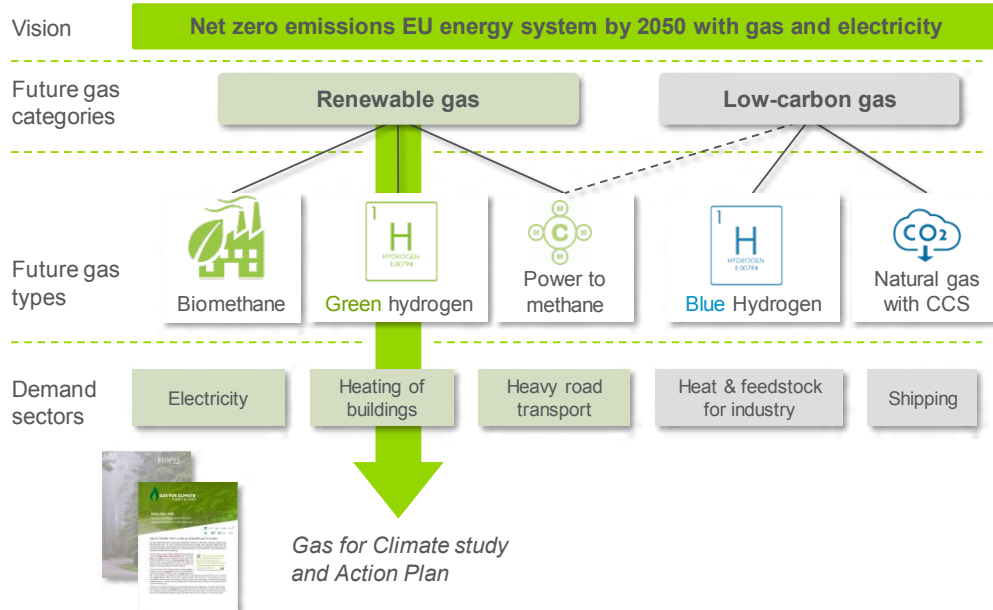 Vision
Net zero emissions EU energy system by 2050 with gas and electricity
Future gas
categories
Renewable gas
Low-carbon gas
Future gas
types
1
H
HYDROGEN
1.00794
H
H
C
H
H
1
H
HYDROGEN
1.00794
CO2
Biomethane
Green hydrogen
Power to
methane
Blue Hydrogen
Natural gas
with CCS
Demand
sectors
Electricity
Heating of
buildings
Heavy road
transport
Heat & feedstock
for industry
Shipping
ECOFYS
GAS FOR CLIMATE
Gas for Climate study
and Action Plan